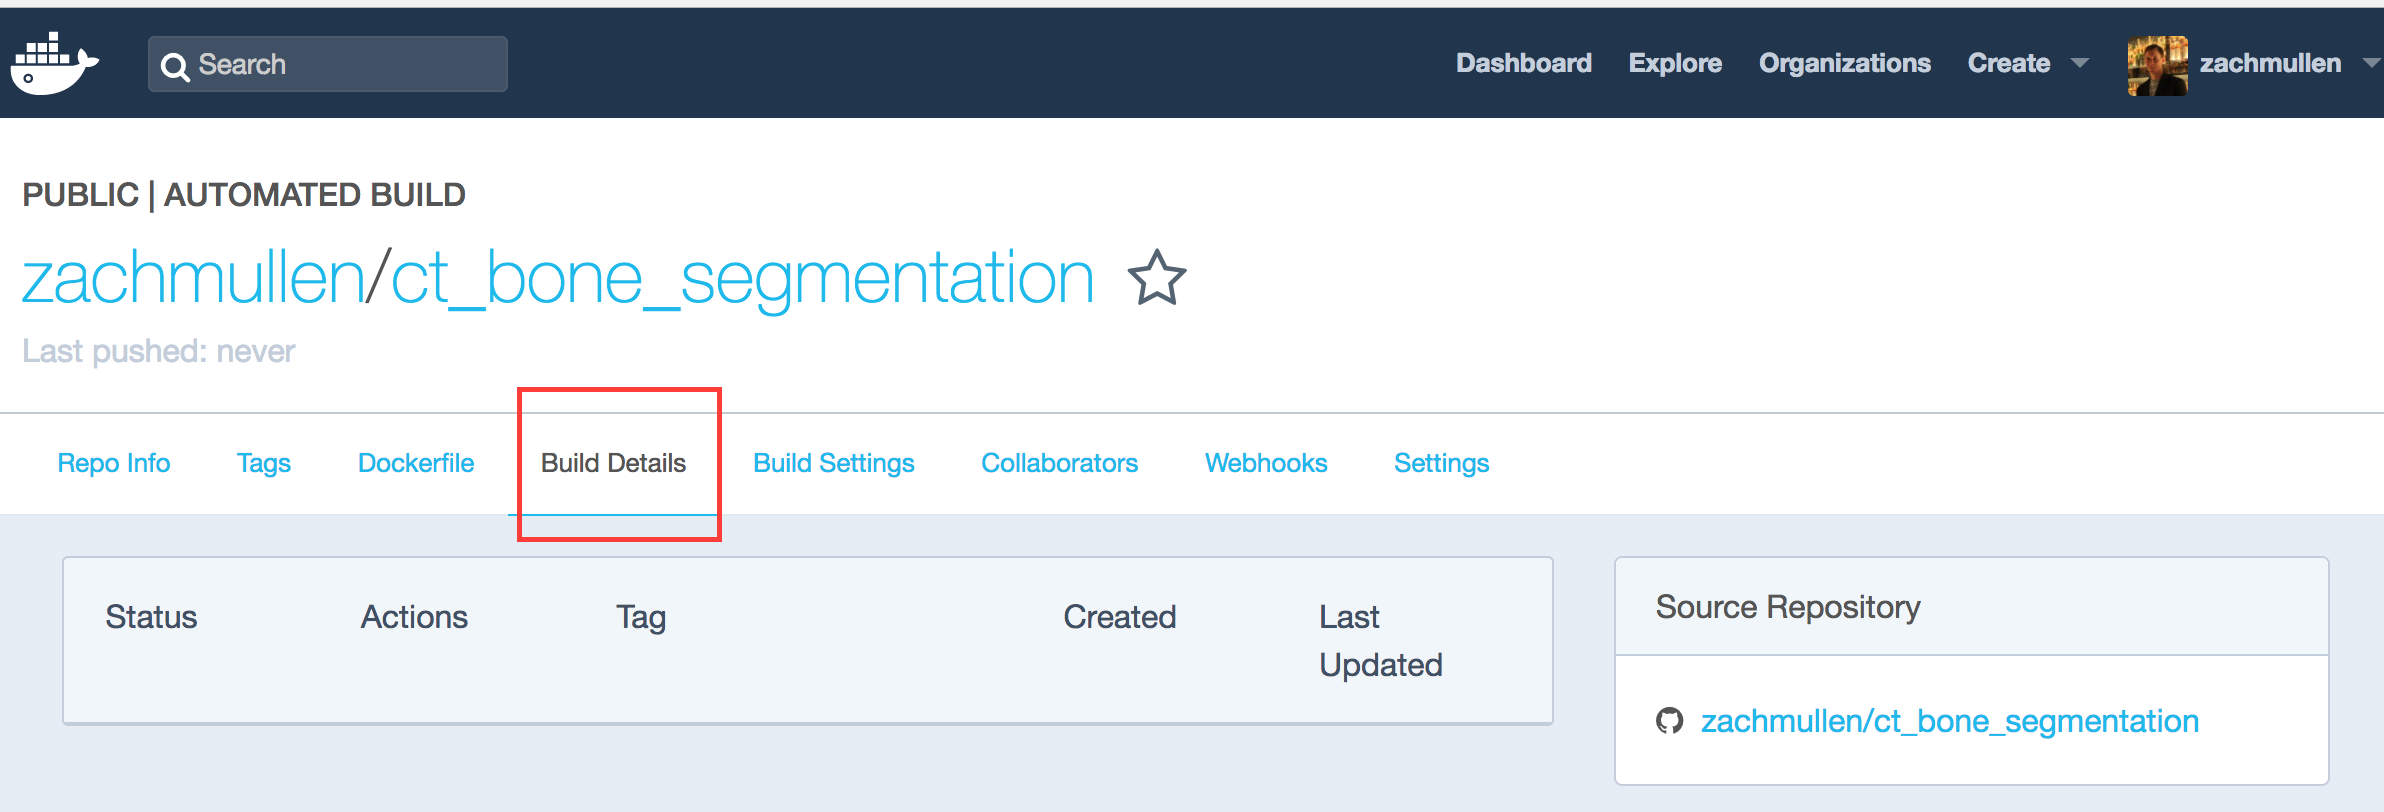 Search
Dashboard Explore Organizations Create zachmullen
PUBLIC | AUTOMATED BUILD
zachmullen/ct_bone_segmentation
Last pushed: never
Repo Info Tags Dockerfile Build Details Build Settings Collaborators Webhooks Settings
Status Actions Tag Created Last Updated
Source Repository
zachmullen/ct_bone_segmentation